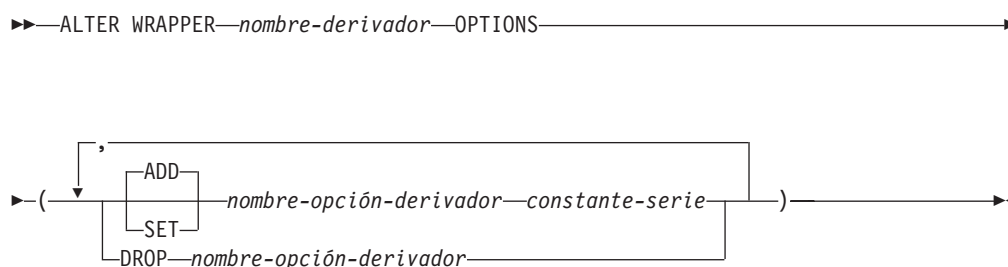 ALTER WRAPPER nombre-derivador OPTIONS
,
( ADD nombre-opción-derivador constante-serie )
SET
DROP nombre-opción-derivador